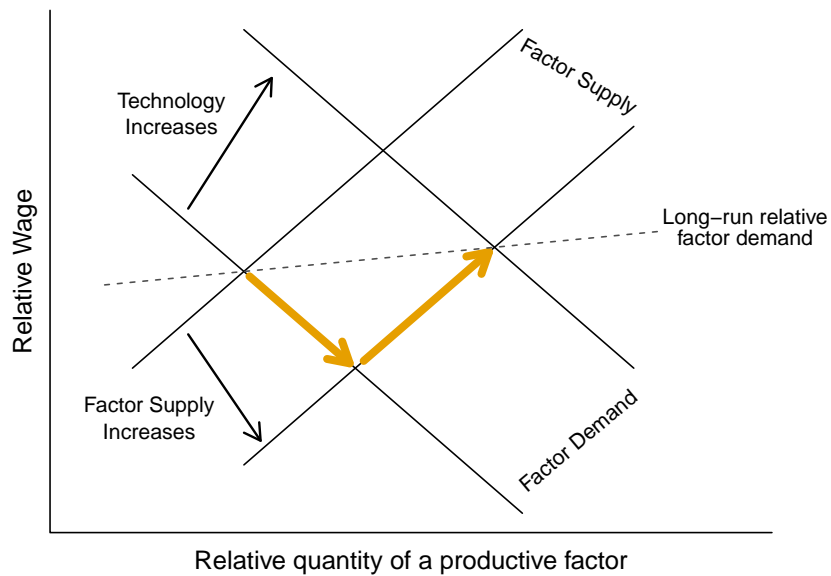 Factor Supply
Technology
Increases
Long−run relative
factor demand
Relative Wage
Factor Supply
Increases
Factor Demand
Relative quantity of a productive factor